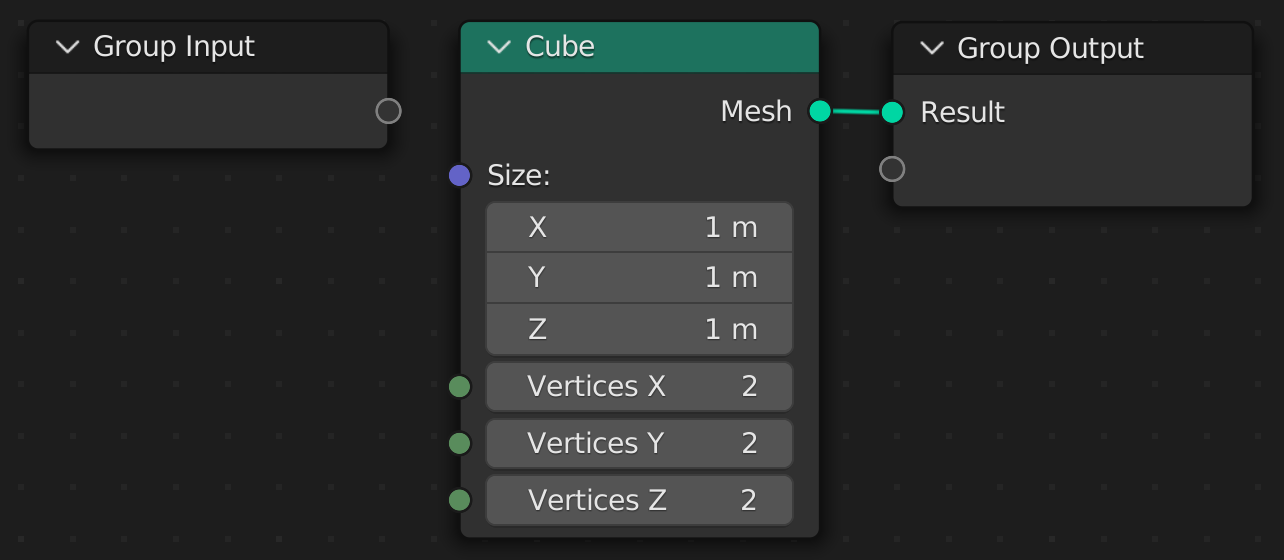 Group Input
Cube
Mesh
Size:
X 1 m
Y 1 m
Z 1 m
Vertices X 2
Vertices Y 2
Vertices Z 2
Group Output
Result